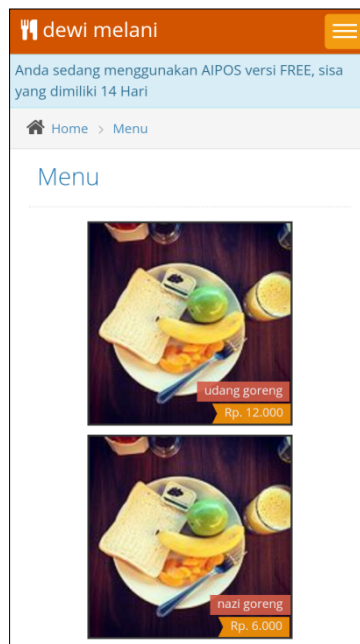 dewi melani
Anda sedang menggunakan AIPOS versi FREE, sisa
yang dimiliki 14 Hari
Home > Menu
Menu
udang goreng
Rp. 12.000
nazi goreng
Rp. 6.000